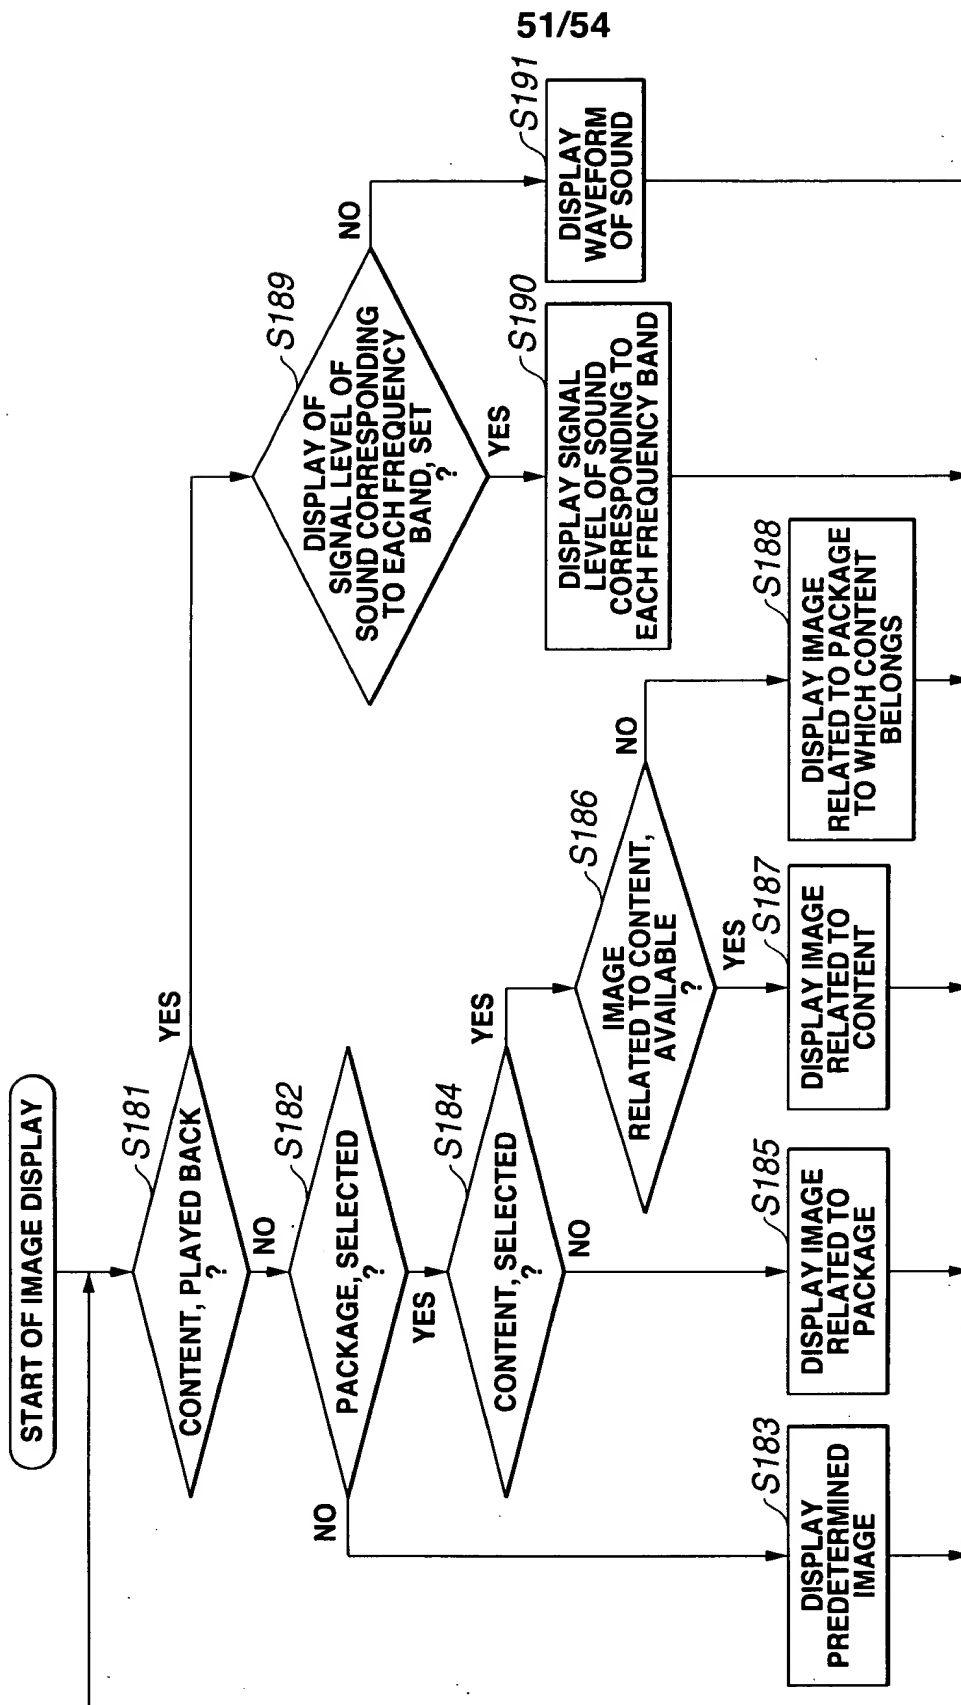 51/54
START OF IMAGE DISPLAY
S181
CONTENT, PLAYED BACK
?
YES
NO
S182
PACKAGE, SELECTED
?
NO
YES
S184
CONTENT, SELECTED
?
YES
NO
S186
IMAGE
RELATED TO CONTENT,
AVAILABLE
?
NO
YES
S189
DISPLAY OF
SIGNAL LEVEL OF
SOUND CORRESPONDING
TO EACH FREQUENCY
BAND, SET
?
NO
YES
S183
DISPLAY
PREDETERMINED
IMAGE
S185
DISPLAY IMAGE
RELATED TO
PACKAGE
S187
DISPLAY IMAGE
RELATED TO
CONTENT
S188
DISPLAY IMAGE
RELATED TO PACKAGE
TO WHICH CONTENT
BELONGS
S190
DISPLAY SIGNAL
LEVEL OF SOUND
CORRESPONDING TO
EACH FREQUENCY BAND
S191
DISPLAY
WAVEFORM
OF SOUND